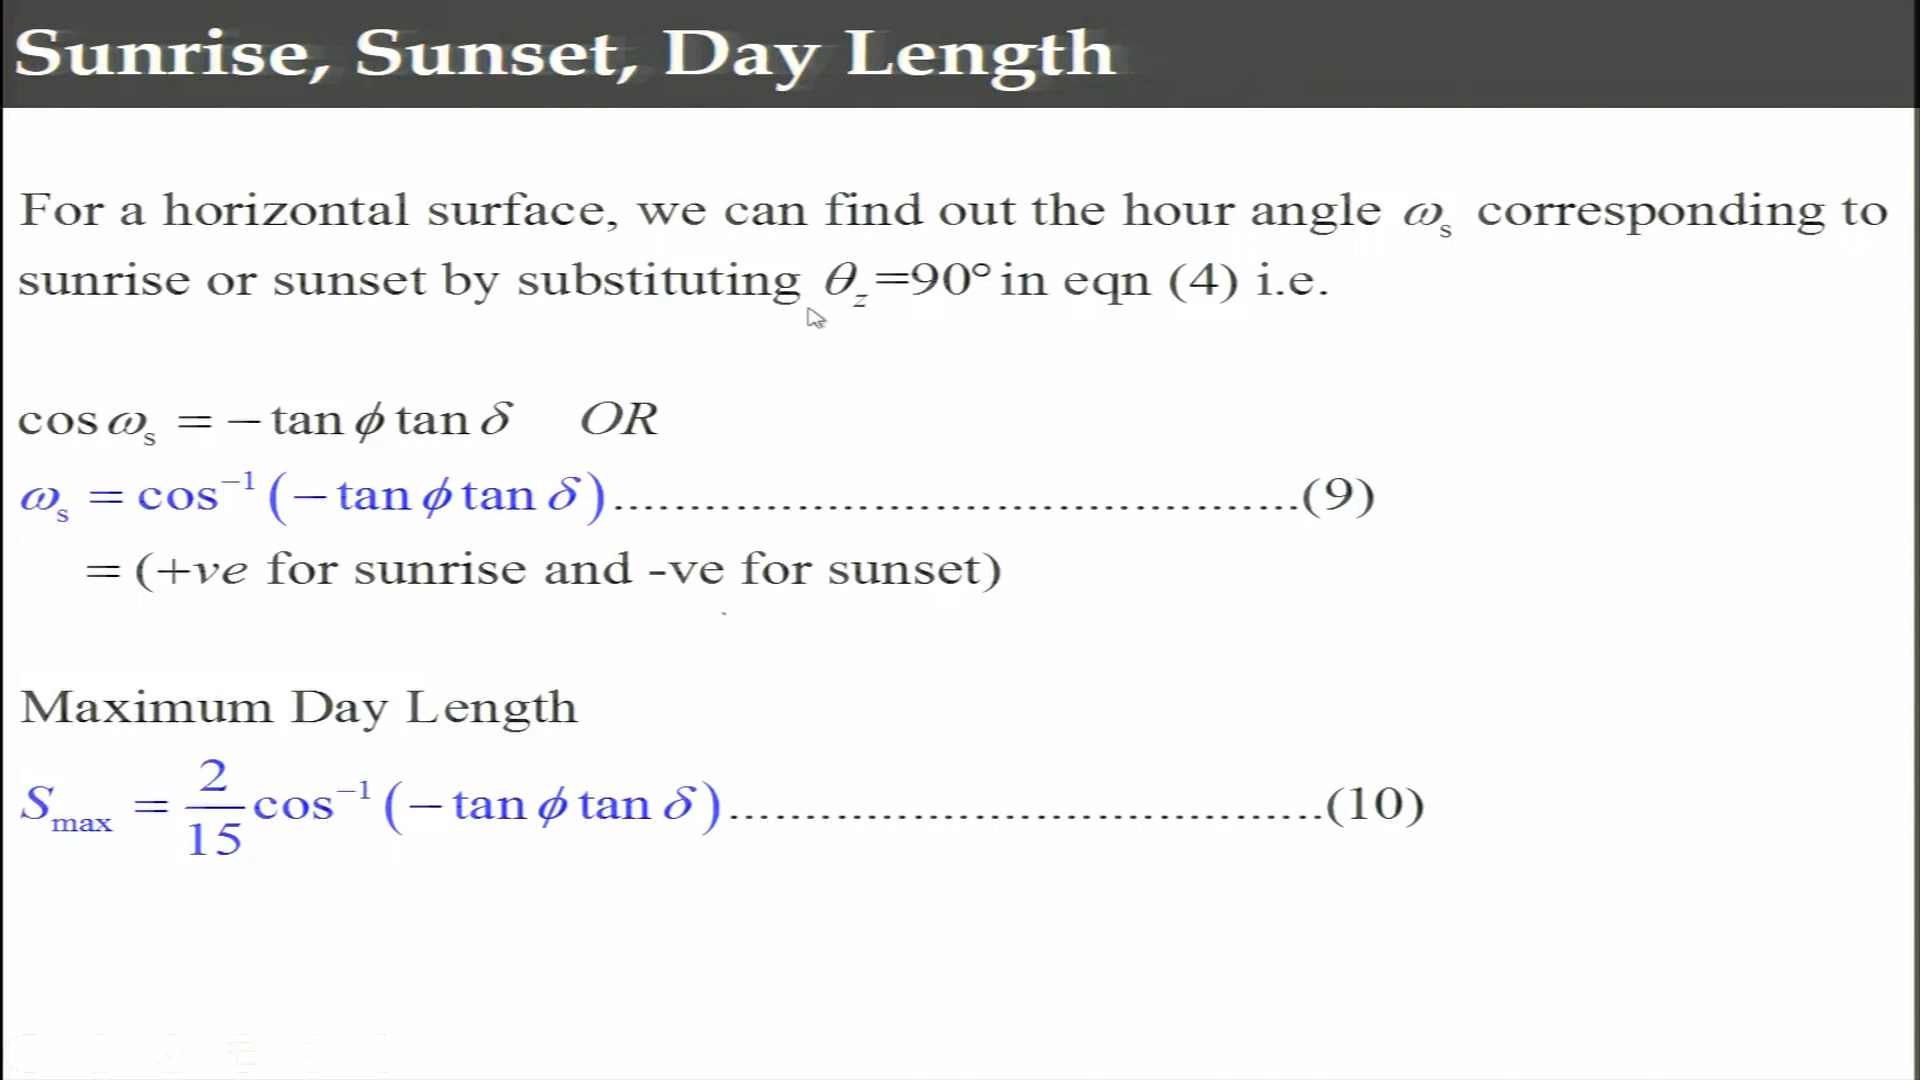 Sunrise, Sunset, Day Length
For a horizontal surface, we can find out the hour angle ωₛ corresponding to
sunrise or sunset by substituting θ_z=90° in eqn (4) i.e.
cos ωₛ = − tan ϕ tan δ OR
ωₛ = cos⁻¹(− tan ϕ tan δ)..............................................(9)
= (+ve for sunrise and -ve for sunset)
Maximum Day Length
S_max = 2/15 cos⁻¹(− tan ϕ tan δ)........................................(10)